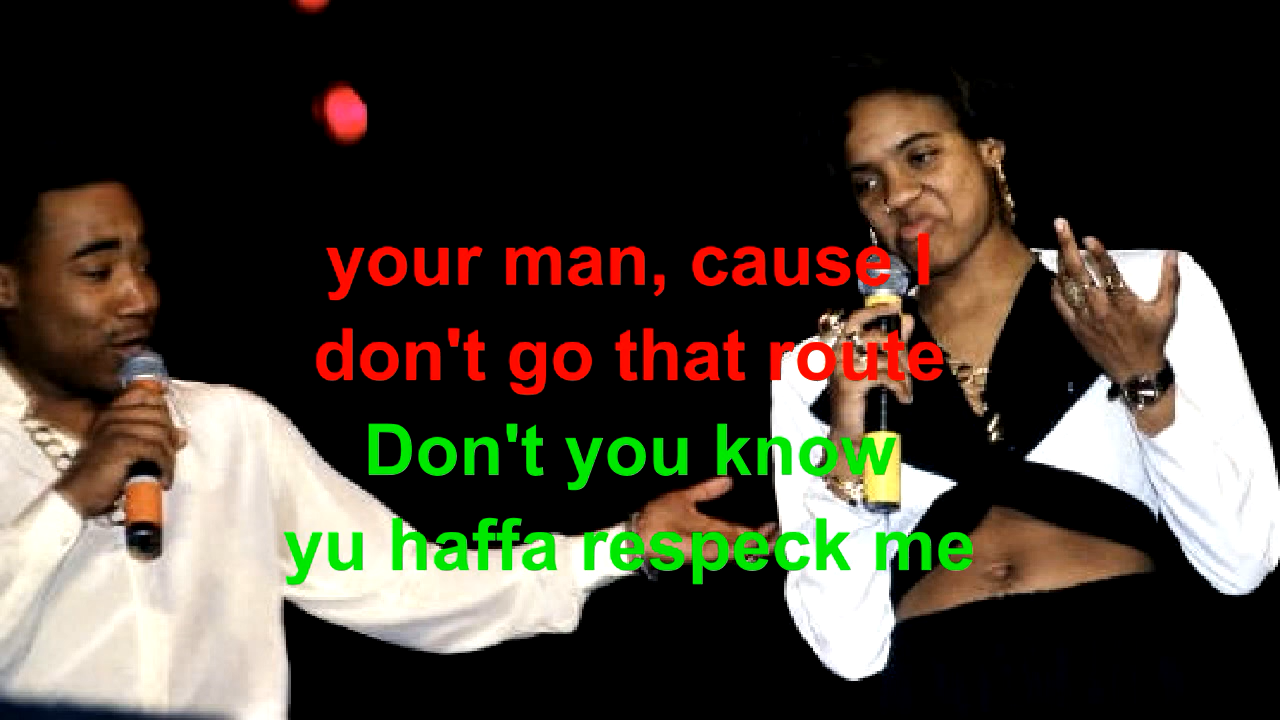 your man, cause I
don't go that route
Don't you know
yu haffa respeck me